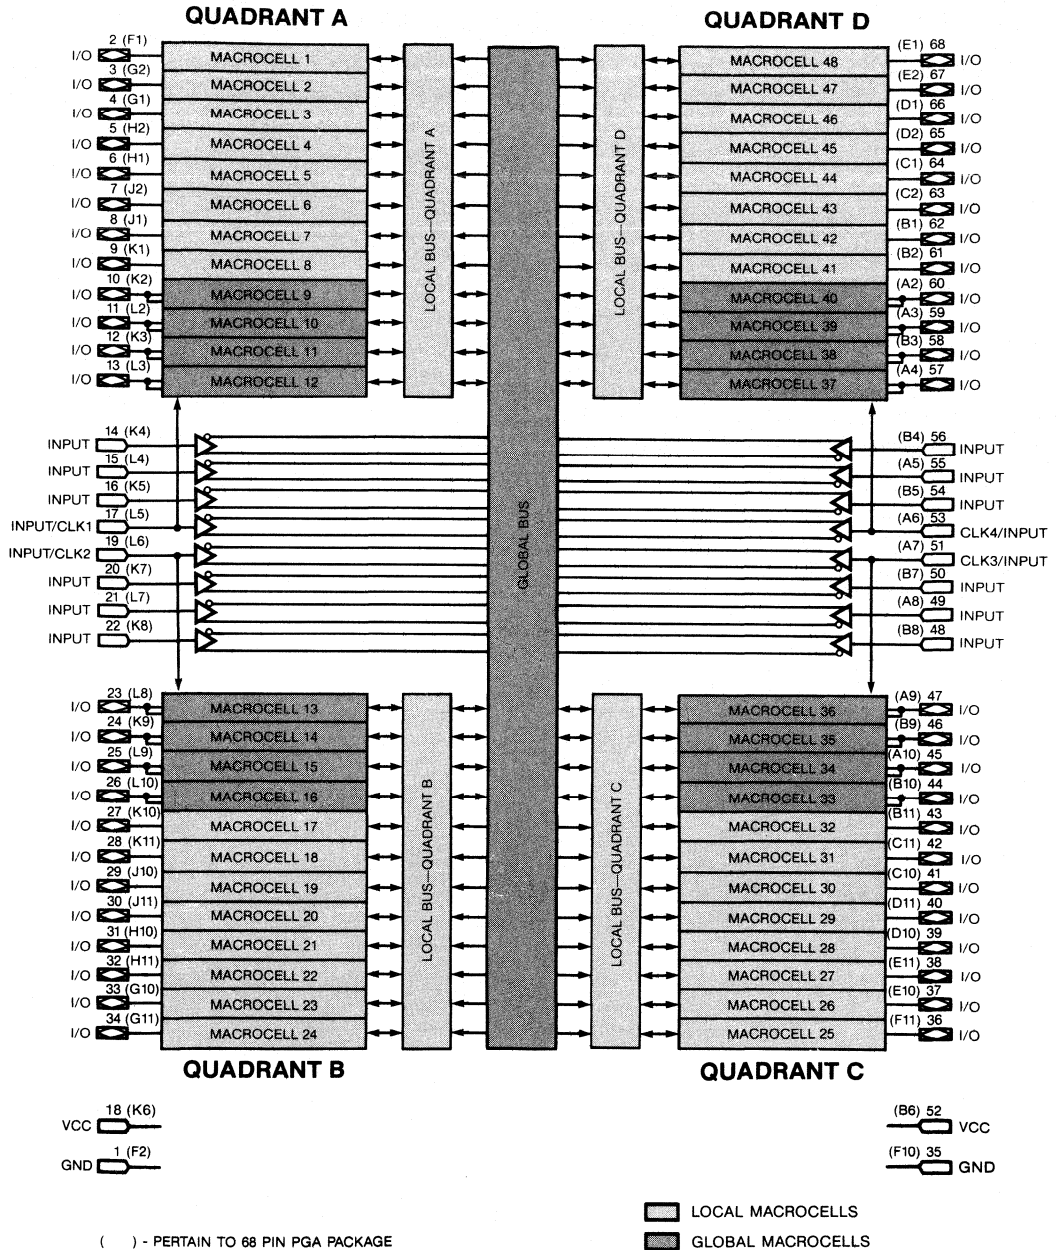 QUADRANT A
QUADRANT D
2 (F1)
I/O MACROCELL 1
3 (G2)
I/O MACROCELL 2
4 (G1)
I/O MACROCELL 3
5 (H2)
I/O MACROCELL 4
6 (H1)
I/O MACROCELL 5
7 (J2)
I/O MACROCELL 6
8 (J1)
I/O MACROCELL 7
9 (K1)
I/O MACROCELL 8
10 (K2)
I/O MACROCELL 9
11 (L2)
I/O MACROCELL 10
12 (K3)
I/O MACROCELL 11
13 (L3)
I/O MACROCELL 12
LOCAL BUS—QUADRANT A
LOCAL BUS—QUADRANT D
(E1) 68
MACROCELL 48 I/O
(E2) 67
MACROCELL 47 I/O
(D1) 66
MACROCELL 46 I/O
(D2) 65
MACROCELL 45 I/O
(C1) 64
MACROCELL 44 I/O
(C2) 63
MACROCELL 43 I/O
(B1) 62
MACROCELL 42 I/O
(B2) 61
MACROCELL 41 I/O
(A2) 60
MACROCELL 40 I/O
(A3) 59
MACROCELL 39 I/O
(B3) 58
MACROCELL 38 I/O
(A4) 57
MACROCELL 37 I/O
14 (K4)
INPUT
15 (L4)
INPUT
16 (K5)
INPUT
17 (L5)
INPUT/CLK1
19 (L6)
INPUT/CLK2
20 (K7)
INPUT
21 (L7)
INPUT
22 (K8)
INPUT
GLOBAL BUS
(B4) 56
INPUT
(A5) 55
INPUT
(B5) 54
INPUT
(A6) 53
CLK4/INPUT
(A7) 51
CLK3/INPUT
(B7) 50
INPUT
(A8) 49
INPUT
(B8) 48
INPUT
23 (L8)
I/O MACROCELL 13
24 (K9)
I/O MACROCELL 14
25 (L9)
I/O MACROCELL 15
26 (L10)
I/O MACROCELL 16
27 (K10)
I/O MACROCELL 17
28 (K11)
I/O MACROCELL 18
29 (J10)
I/O MACROCELL 19
30 (J11)
I/O MACROCELL 20
31 (H10)
I/O MACROCELL 21
32 (H11)
I/O MACROCELL 22
33 (G10)
I/O MACROCELL 23
34 (G11)
I/O MACROCELL 24
LOCAL BUS—QUADRANT B
LOCAL BUS—QUADRANT C
(A9) 47
MACROCELL 36 I/O
(B9) 46
MACROCELL 35 I/O
(A10) 45
MACROCELL 34 I/O
(B10) 44
MACROCELL 33 I/O
(B11) 43
MACROCELL 32 I/O
(C11) 42
MACROCELL 31 I/O
(C10) 41
MACROCELL 30 I/O
(D11) 40
MACROCELL 29 I/O
(D10) 39
MACROCELL 28 I/O
(E11) 38
MACROCELL 27 I/O
(E10) 37
MACROCELL 26 I/O
(F11) 36
MACROCELL 25 I/O
QUADRANT B
QUADRANT C
18 (K6)
VCC
1 (F2)
GND
(B6) 52
VCC
(F10) 35
GND
LOCAL MACROCELLS
GLOBAL MACROCELLS
( ) - PERTAIN TO 68 PIN PGA PACKAGE